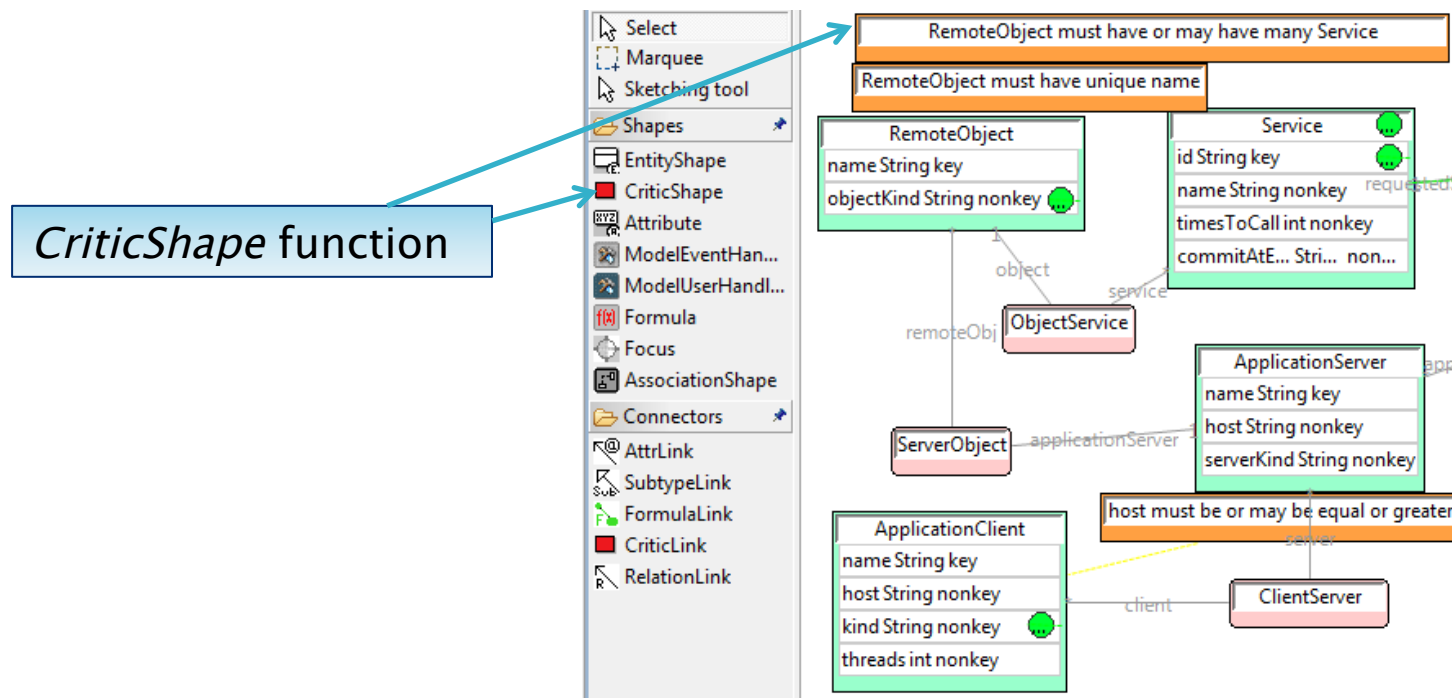 CriticShape function
Select
Marquee
Sketching tool
Shapes
EntityShape
CriticShape
Attribute
ModelEventHan...
ModelUserHandl...
Formula
Focus
AssociationShape
Connectors
AttrLink
SubtypeLink
FormulaLink
CriticLink
RelationLink
RemoteObject must have or may have many Service
RemoteObject must have unique name
RemoteObject
name String key
objectKind String nonkey
Service
id String key
name String nonkey
timesToCall int nonkey
commitAtE... Stri... non...
requestedS
1
object
service
remoteObj
ObjectService
ApplicationServer
name String key
host String nonkey
serverKind String nonkey
app
ServerObject
applicationServer
1
host must be or may be equal or greater
server
ApplicationClient
name String key
host String nonkey
kind String nonkey
threads int nonkey
client
ClientServer